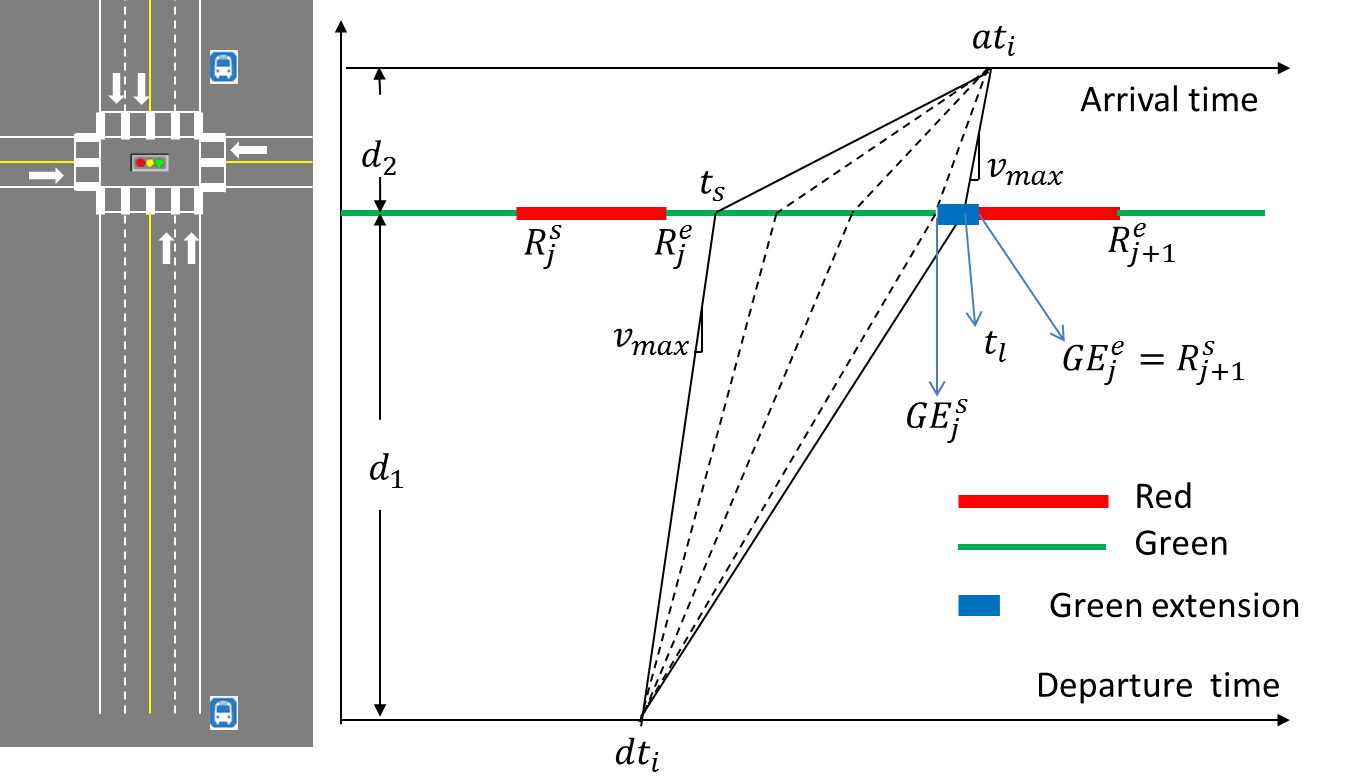 at_i
Arrival time
d_2
v_max
t_s
R_j^s
R_j^e
R_{j+1}^e
v_max
t_l
GE_j^e = R_{j+1}^s
GE_j^s
d_1
Red
Green
Green extension
Departure time
dt_i